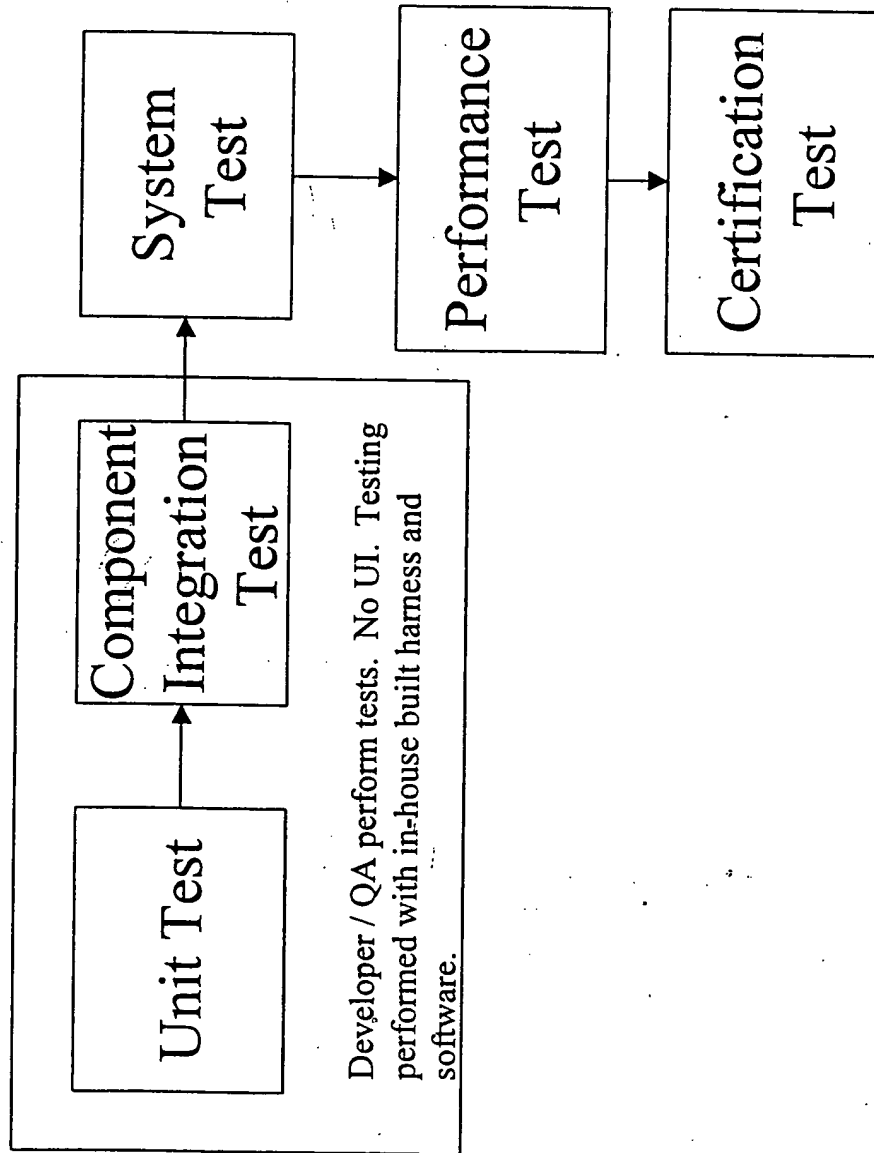 Unit Test
Component
Integration
Test
System
Test
Developer / QA perform tests. No UI. Testing
performed with in-house built harness and
software.
Performance
Test
Certification
Test